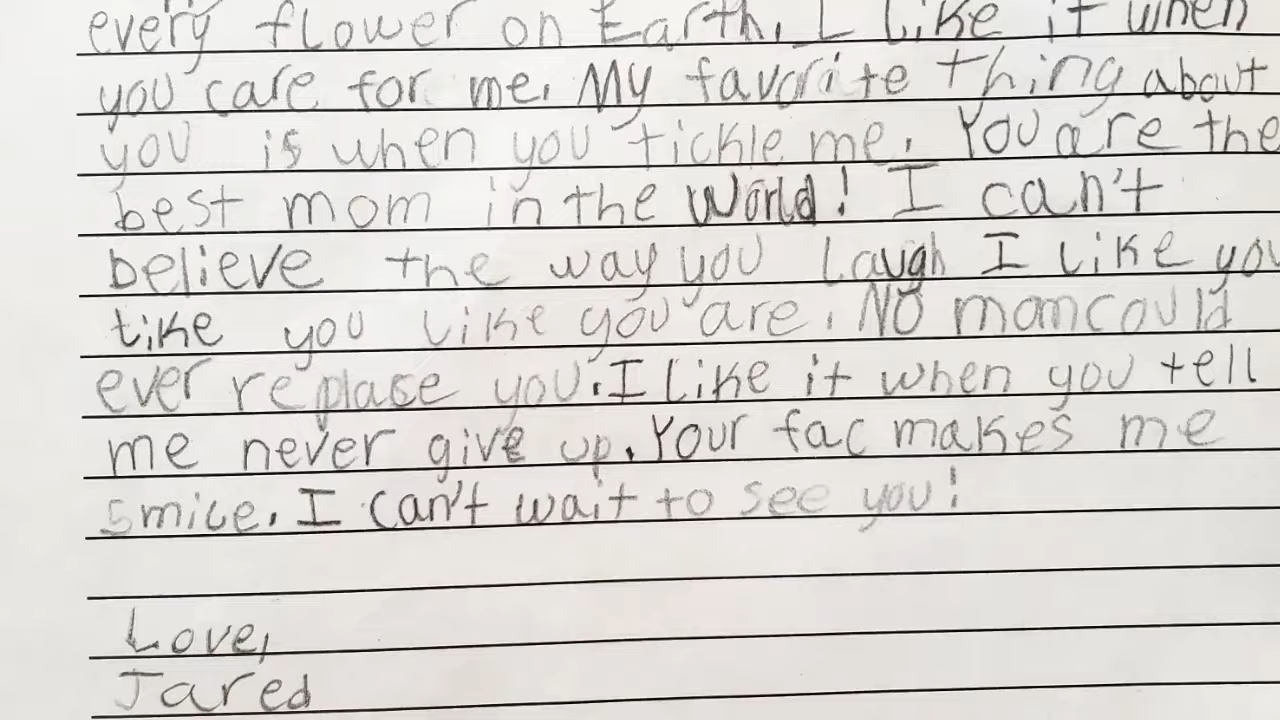 every flower on Earth. I like it when
you care for me. My favorite thing about
you is when you tickle me. You are the
best mom in the world! I can't
believe the way you laugh I like you
like you like you are. No mom could
ever replace you. I like it when you tell
me never give up. Your fac makes me
smile. I can't wait to see you!
Love,
Jared